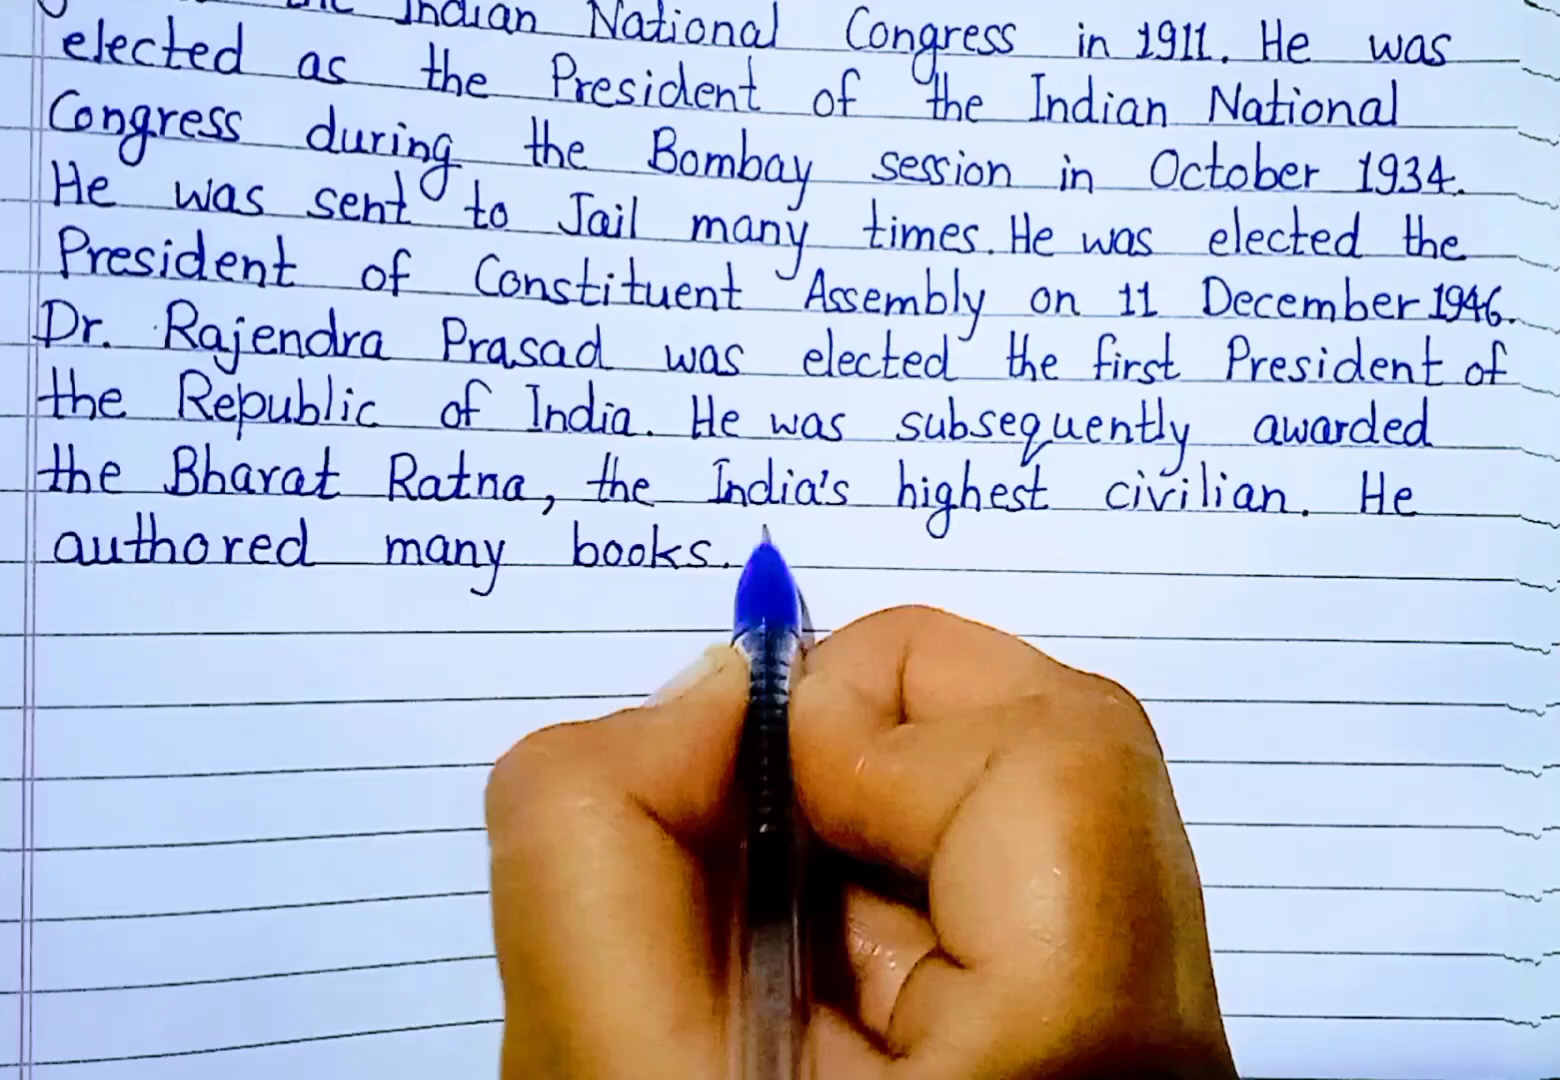 the Indian National Congress in 1911. He was
elected as the President of the Indian National
Congress during the Bombay session in October 1934.
He was sent to Jail many times. He was elected the
President of Constituent Assembly on 11 December 1946.
Dr. Rajendra Prasad was elected the first President of
the Republic of India. He was subsequently awarded
the Bharat Ratna, the India's highest civilian. He
authored many books.